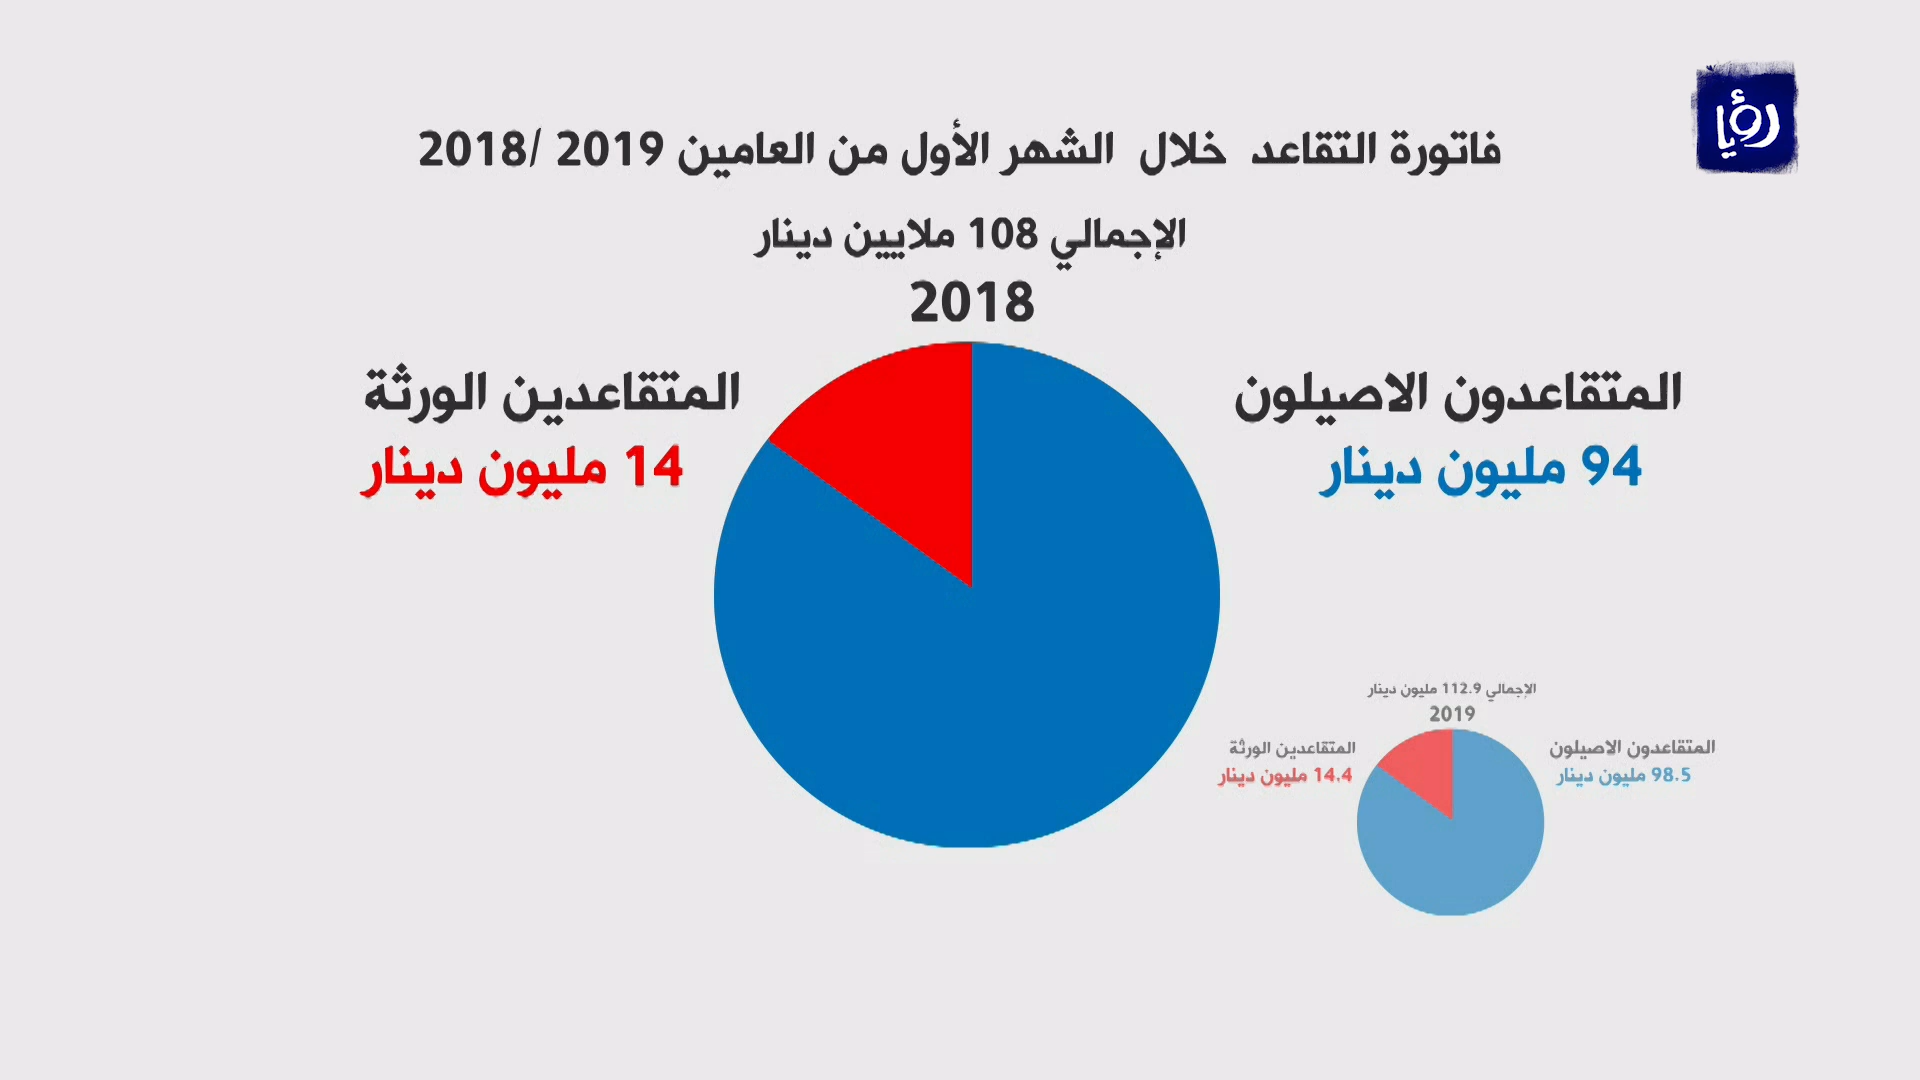 رؤيا
فاتورة التقاعد خلال الشهر الأول من العامين 2019 /2018
الإجمالي 108 ملايين دينار
2018
المتقاعدون الاصيلون
94 مليون دينار
المتقاعدين الورثة
14 مليون دينار
الإجمالي 112.9 مليون دينار
2019
المتقاعدون الاصيلون
98.5 مليون دينار
المتقاعدين الورثة
14.4 مليون دينار